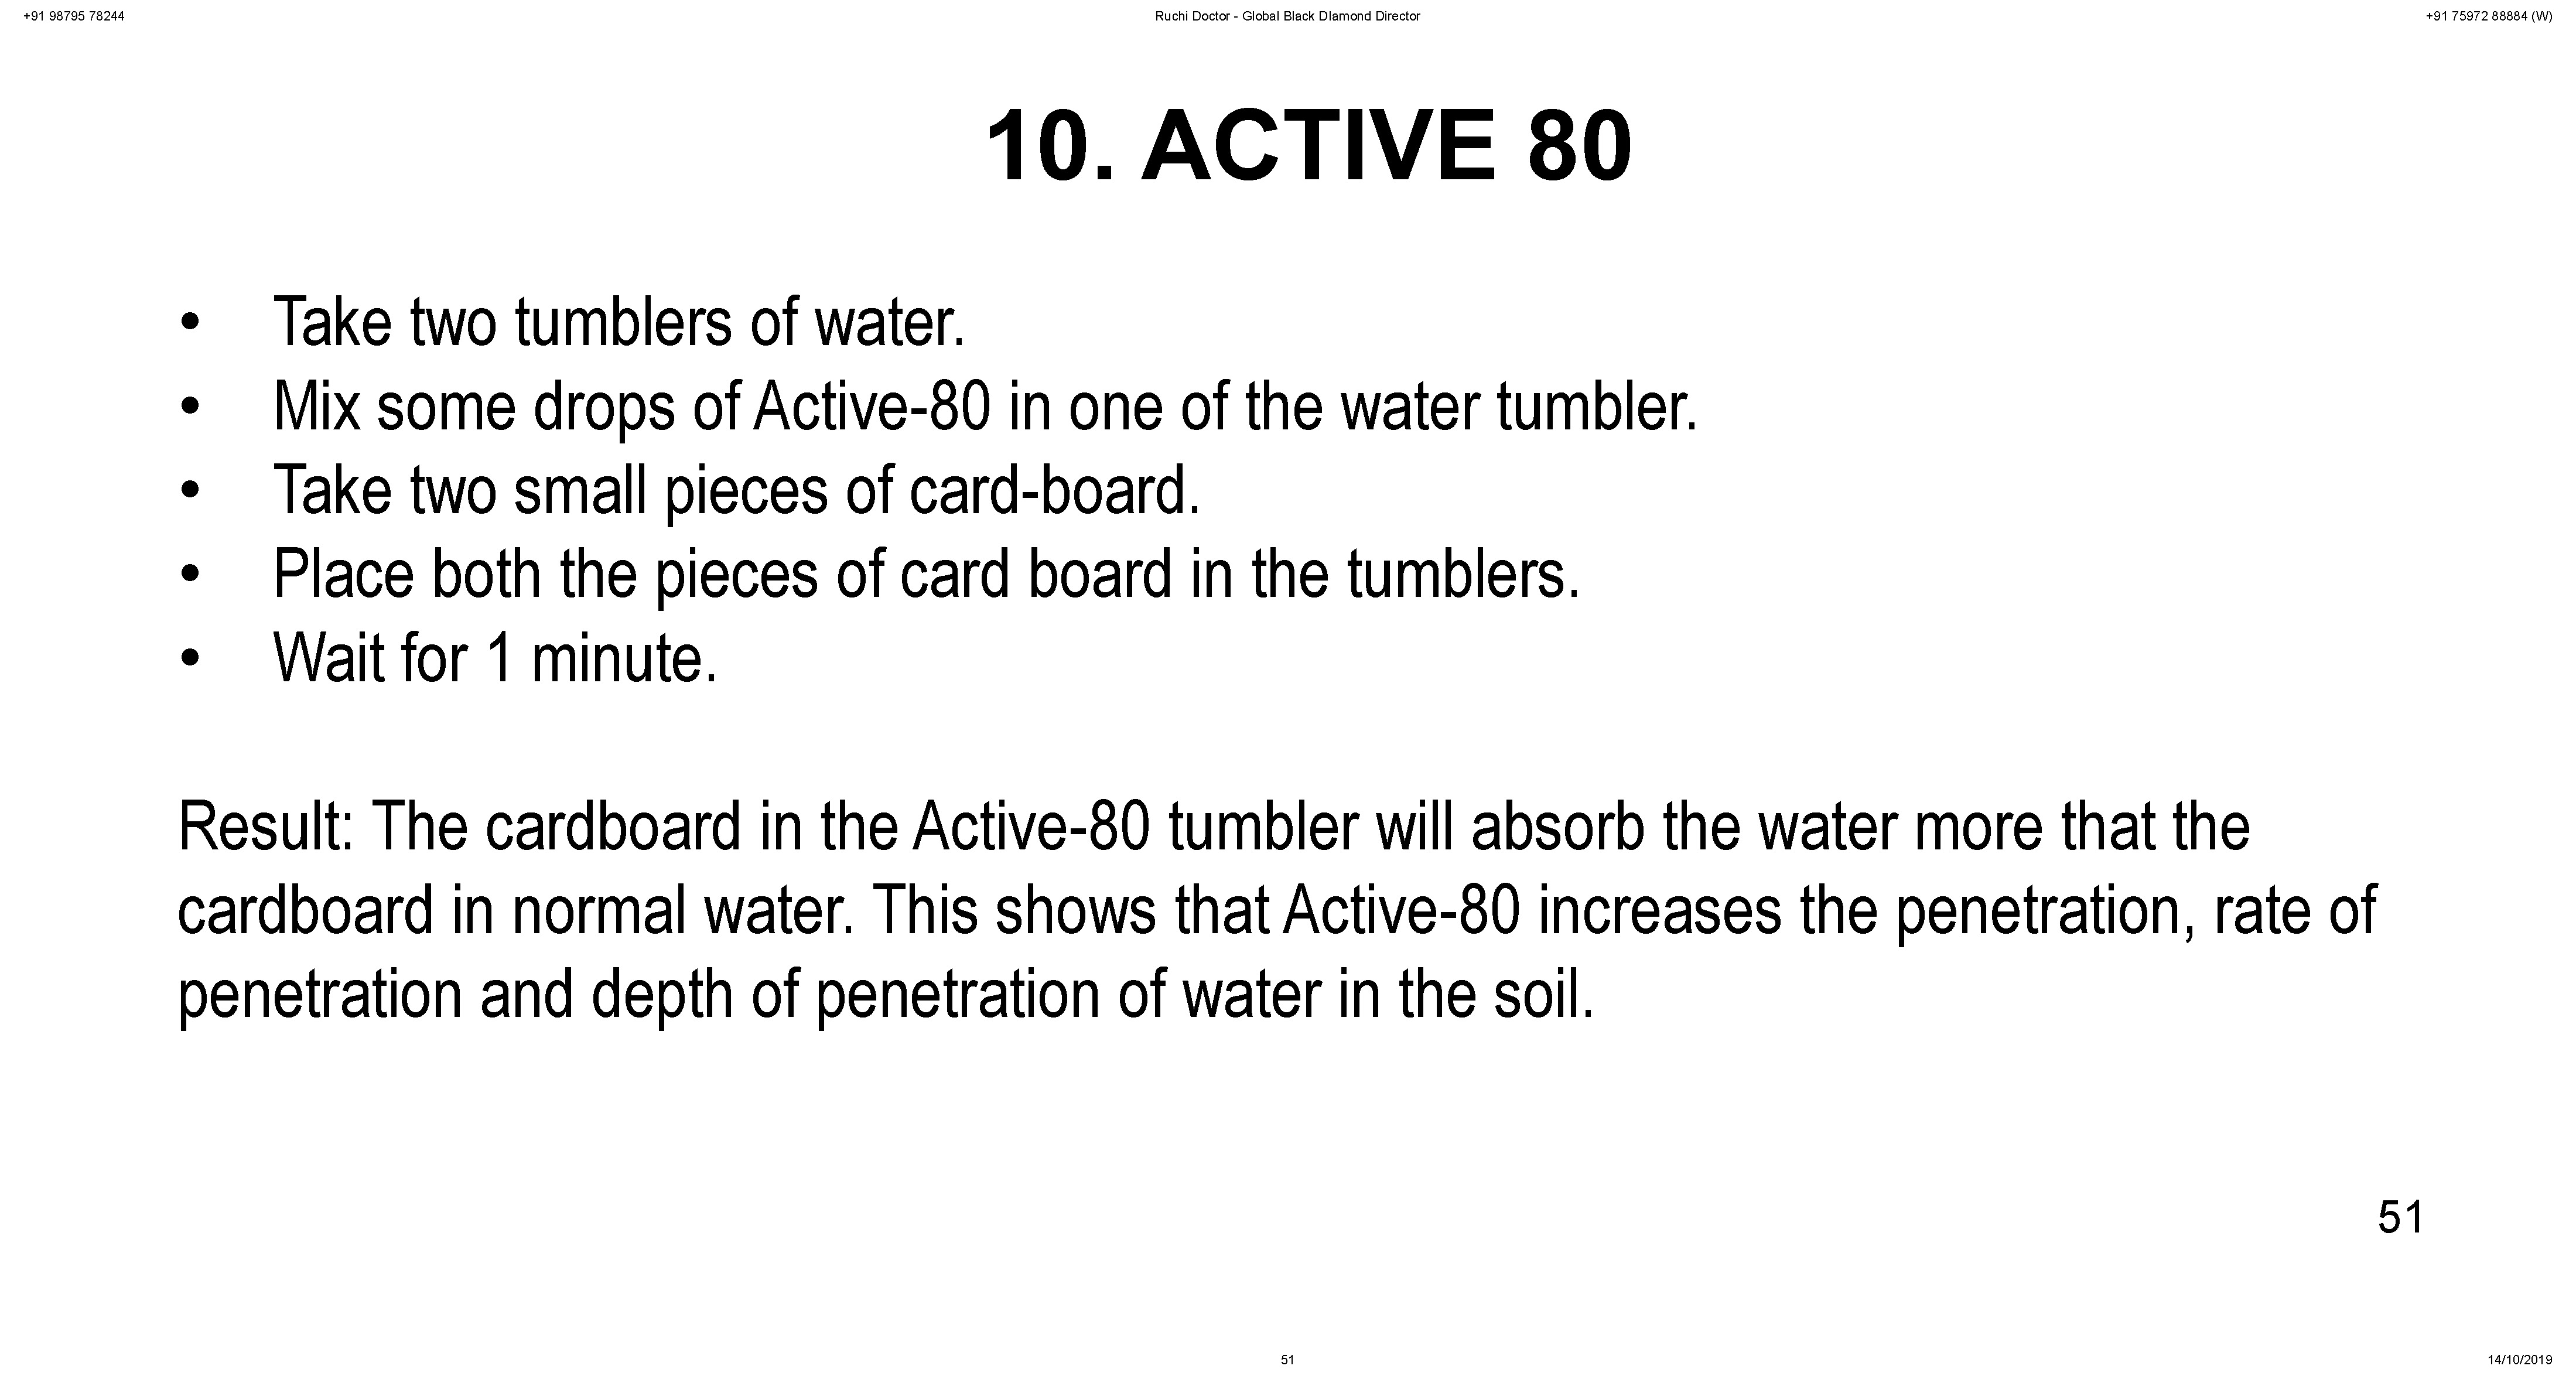 +91 98795 78244
Ruchi Doctor - Global Black DIamond Director
+91 75972 88884 (W)
10. ACTIVE 80
• Take two tumblers of water.
• Mix some drops of Active-80 in one of the water tumbler.
• Take two small pieces of card-board.
• Place both the pieces of card board in the tumblers.
• Wait for 1 minute.
Result: The cardboard in the Active-80 tumbler will absorb the water more that the
cardboard in normal water. This shows that Active-80 increases the penetration, rate of
penetration and depth of penetration of water in the soil.
51
51
14/10/2019